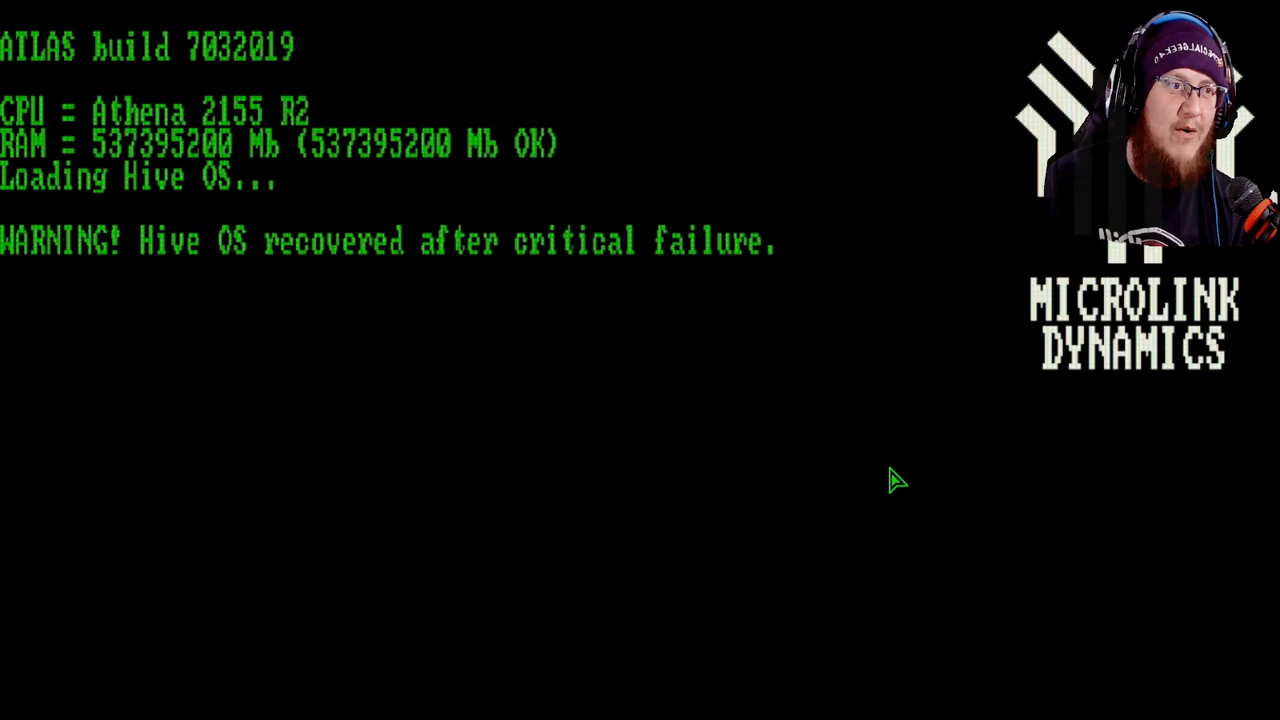 ATLAS build 7032019
CPU = Athena 2155 R2
RAM = 537395200 Mb (537395200 Mb OK)
Loading Hive OS...
WARNING! Hive OS recovered after critical failure.
MICROLINK
DYNAMICS